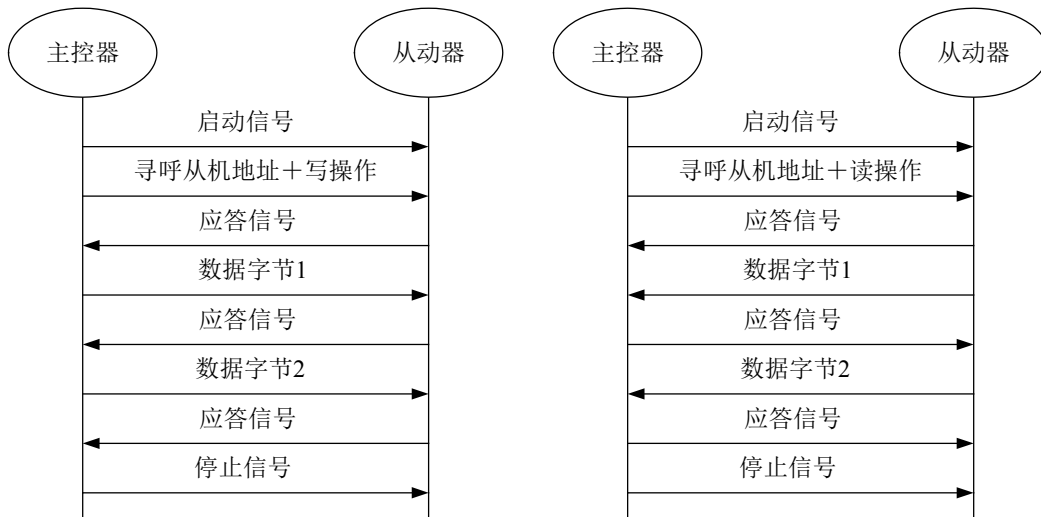 主控器
从动器
启动信号
寻呼从机地址＋写操作
应答信号
数据字节1
应答信号
数据字节2
应答信号
停止信号
主控器
从动器
启动信号
寻呼从机地址＋读操作
应答信号
数据字节1
应答信号
数据字节2
应答信号
停止信号